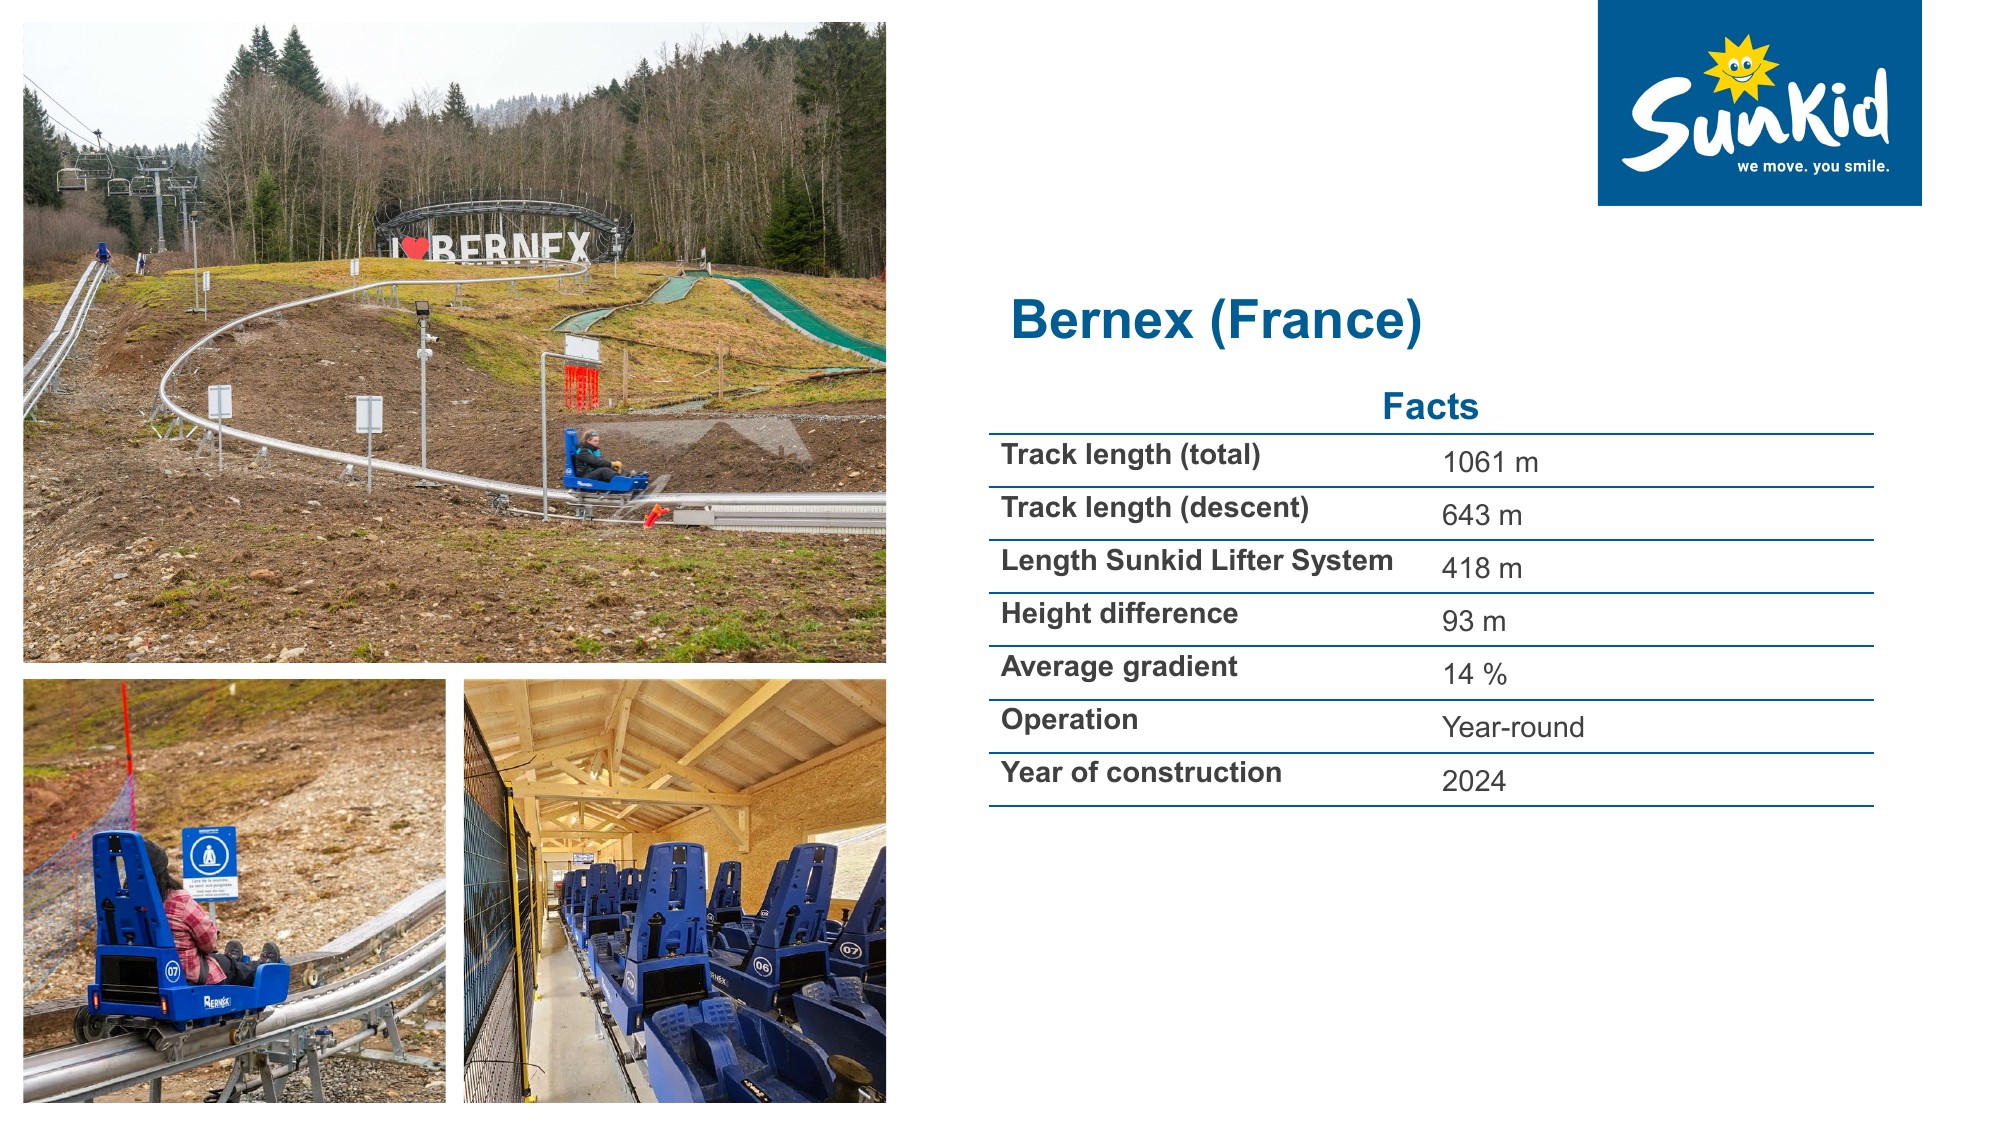 I BERNEX
07
BERNEX
06
07
Sunkid
we move. you smile.
Bernex (France)
Facts
Track length (total) 1061 m
Track length (descent) 643 m
Length Sunkid Lifter System 418 m
Height difference 93 m
Average gradient 14 %
Operation Year-round
Year of construction 2024